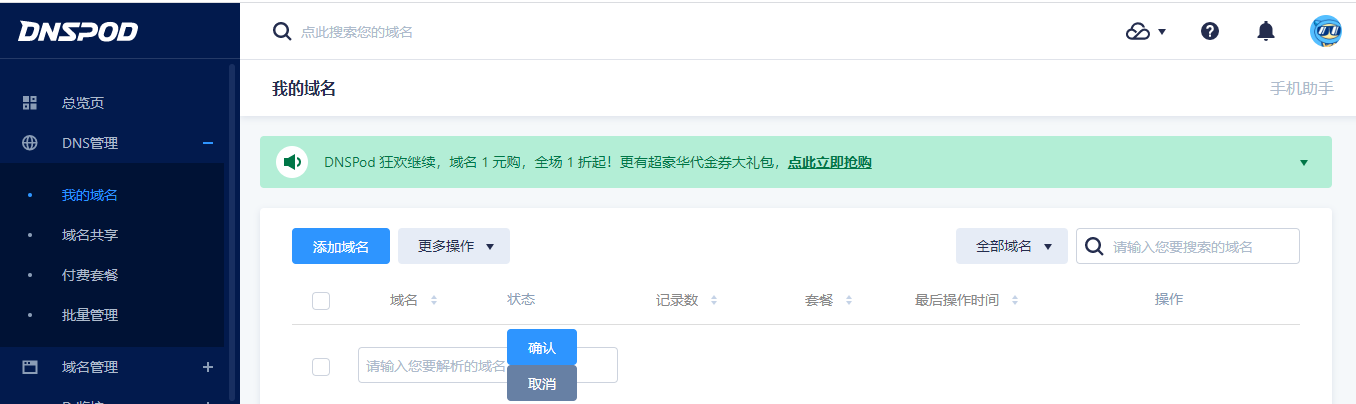 DNSPOD
点此搜索您的域名
我的域名
手机助手
总览页
DNS管理
我的域名
域名共享
付费套餐
批量管理
域名管理
DNSPod 狂欢继续，域名 1 元购，全场 1 折起！更有超豪华代金券大礼包，点此立即抢购
添加域名
更多操作
全部域名
请输入您要搜索的域名
域名
状态
记录数
套餐
最后操作时间
操作
请输入您要解析的域名
确认
取消